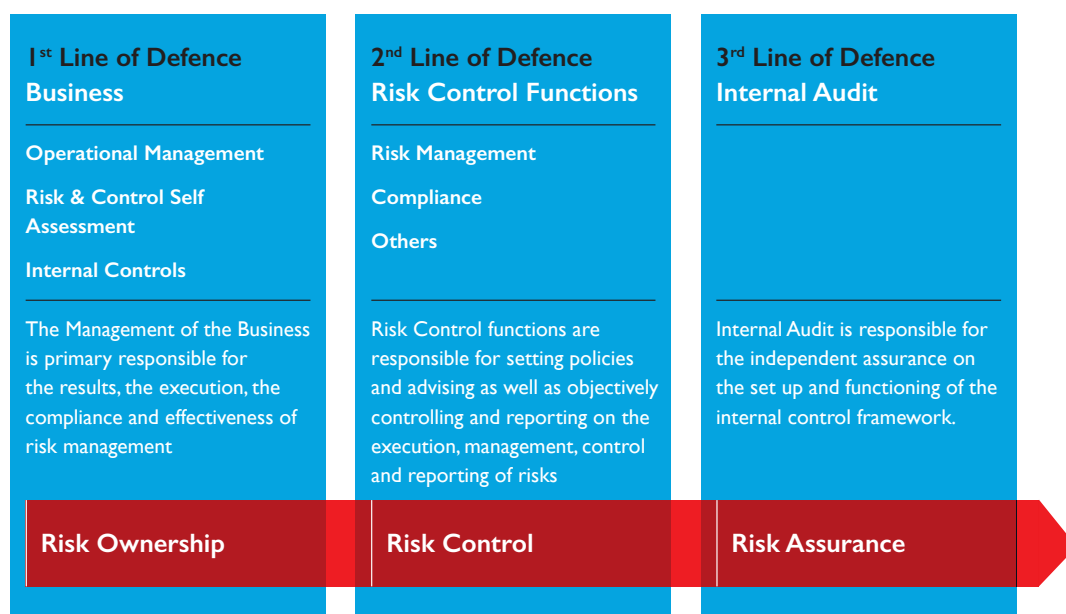 1st Line of Defence
Business
Operational Management
Risk & Control Self
Assessment
Internal Controls
The Management of the Business
is primary responsible for
the results, the execution, the
compliance and effectiveness of
risk management
Risk Ownership
2nd Line of Defence
Risk Control Functions
Risk Management
Compliance
Others
Risk Control functions are
responsible for setting policies
and advising as well as objectively
controlling and reporting on the
execution, management, control
and reporting of risks
Risk Control
3rd Line of Defence
Internal Audit
Internal Audit is responsible for
the independent assurance on
the set up and functioning of the
internal control framework.
Risk Assurance